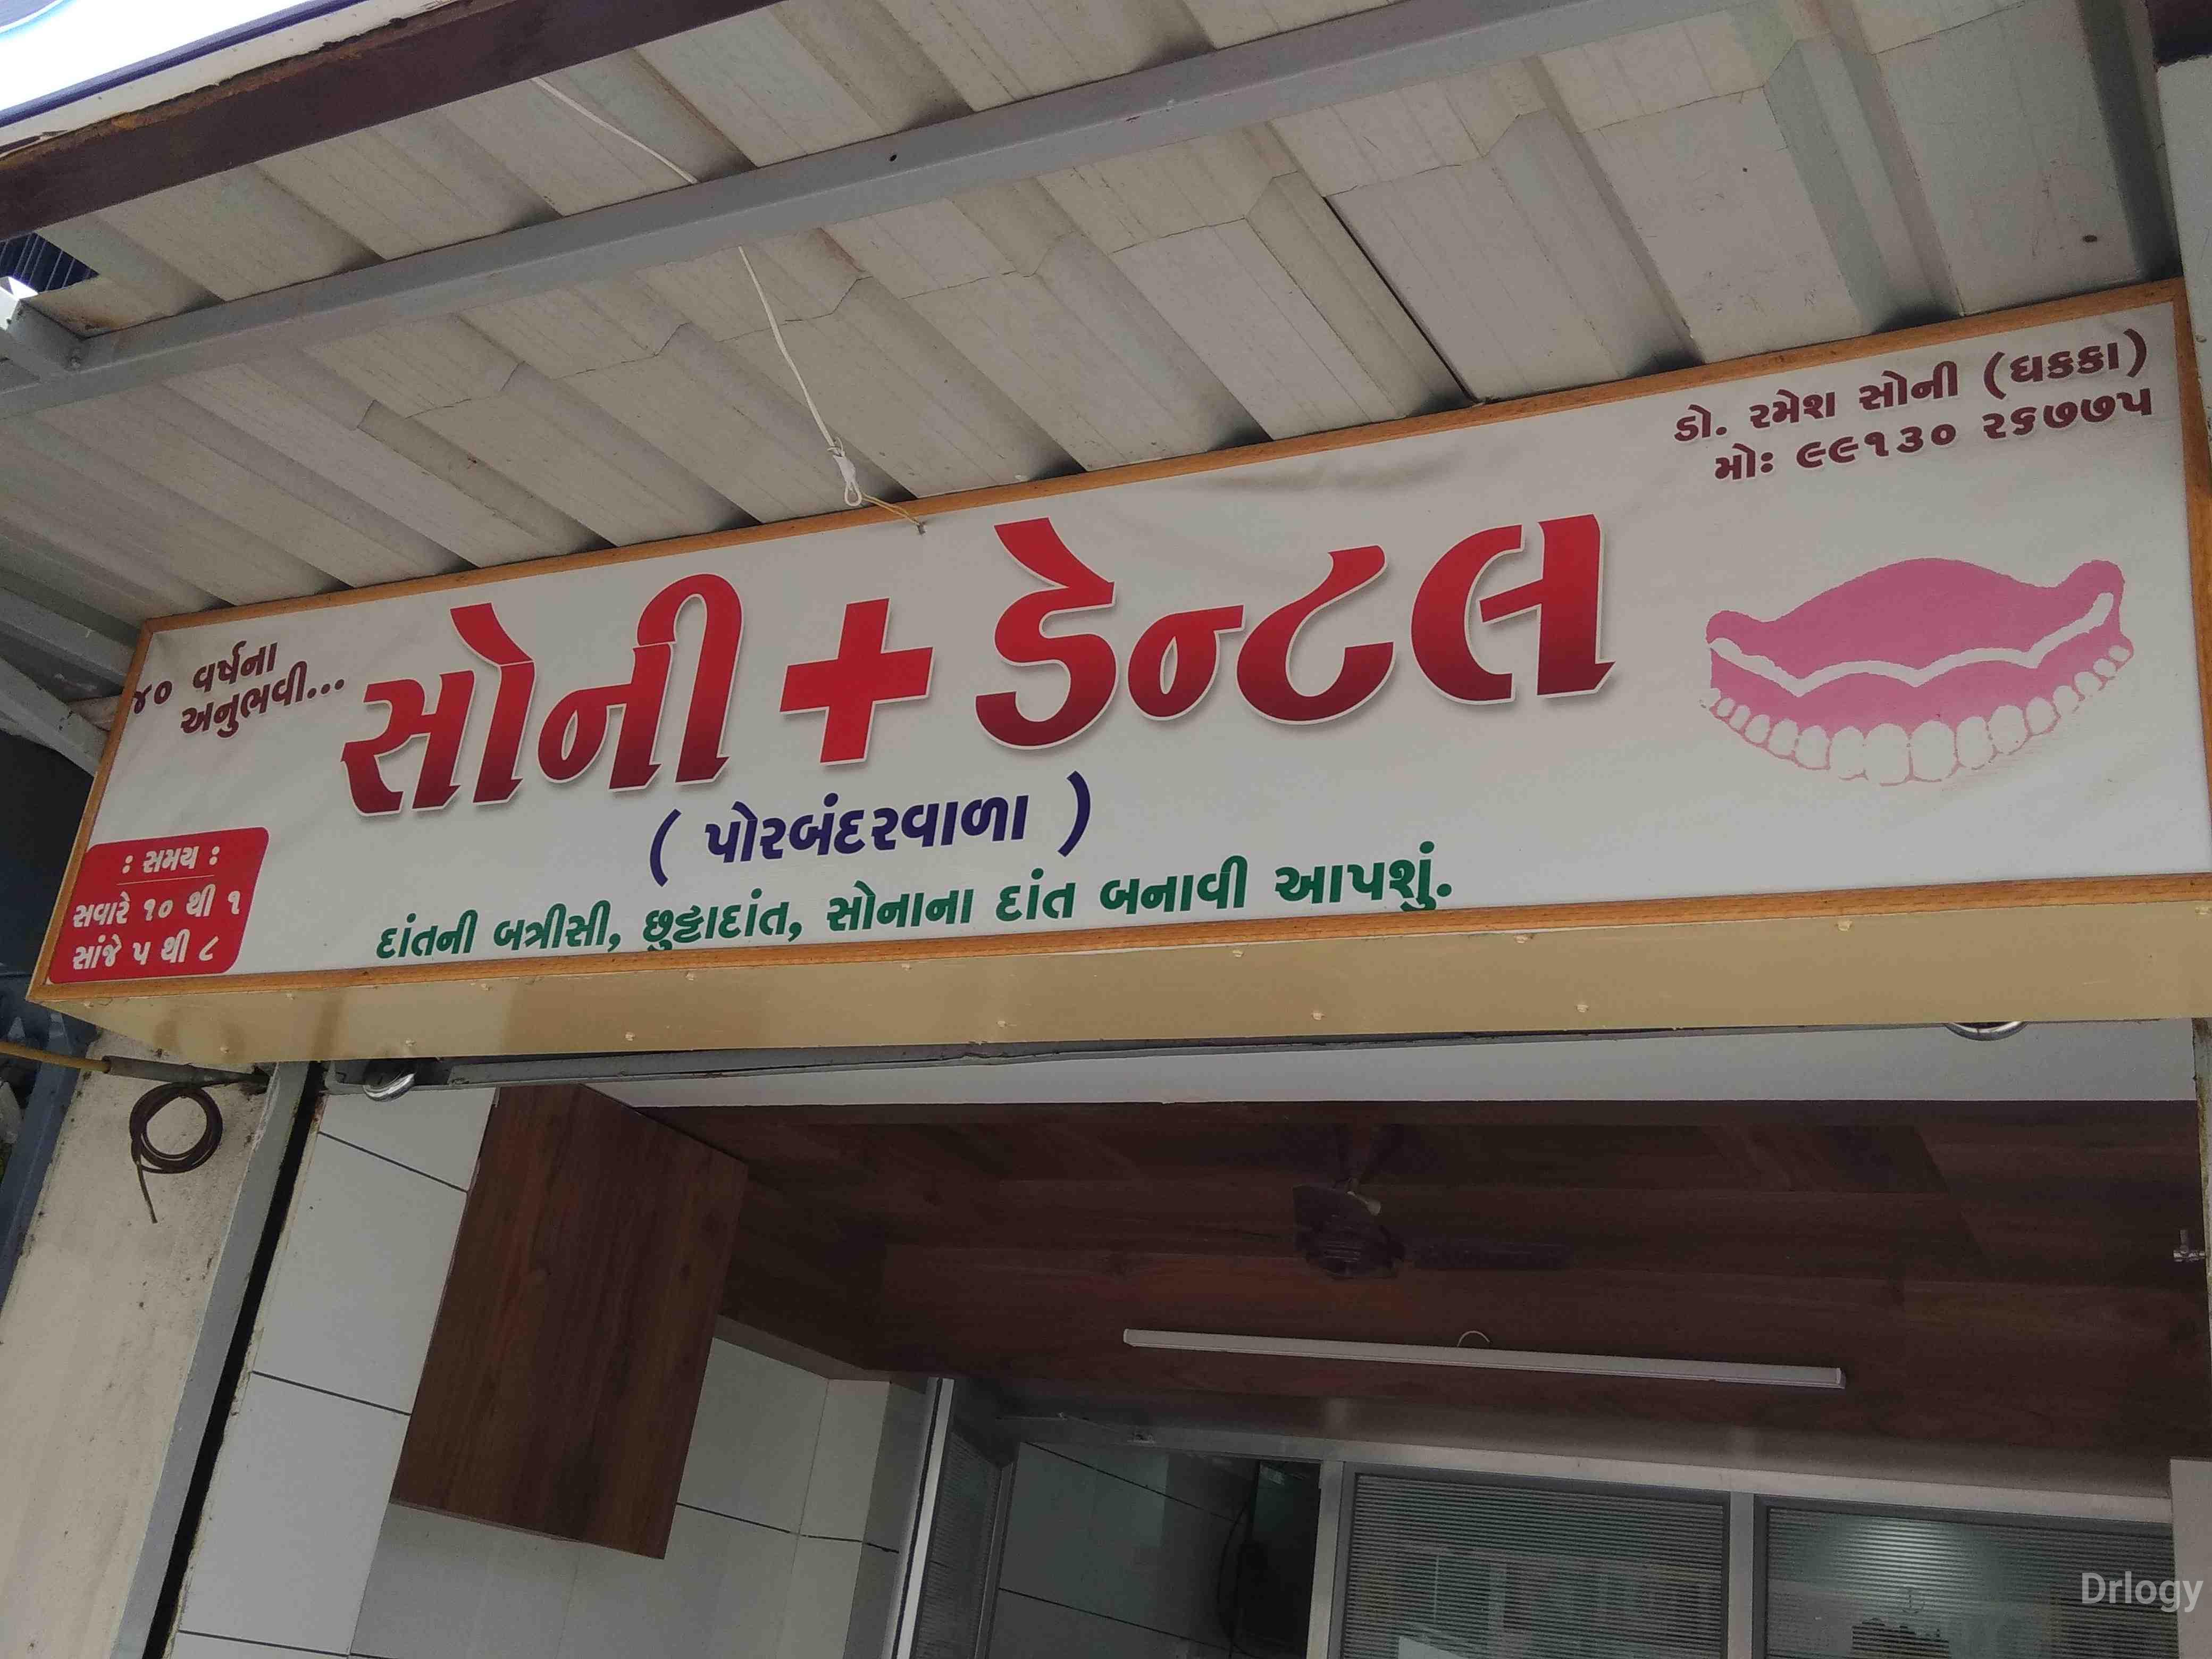 ડો. રમેશ સોની (ધકકા)
મોઃ ૯૯૧૩૦ ૨૬૭૭૫
૪૦ વર્ષના
અનુભવી...
સોની + ડેન્ટલ
( પોરબંદરવાળા )
: સમય :
સવારે ૧૦ થી ૧
સાંજે ૫ થી ૮
દાંતની બત્રીસી, છુટ્ટાદાંત, સોનાના દાંત બનાવી આપશું.
Drlogy